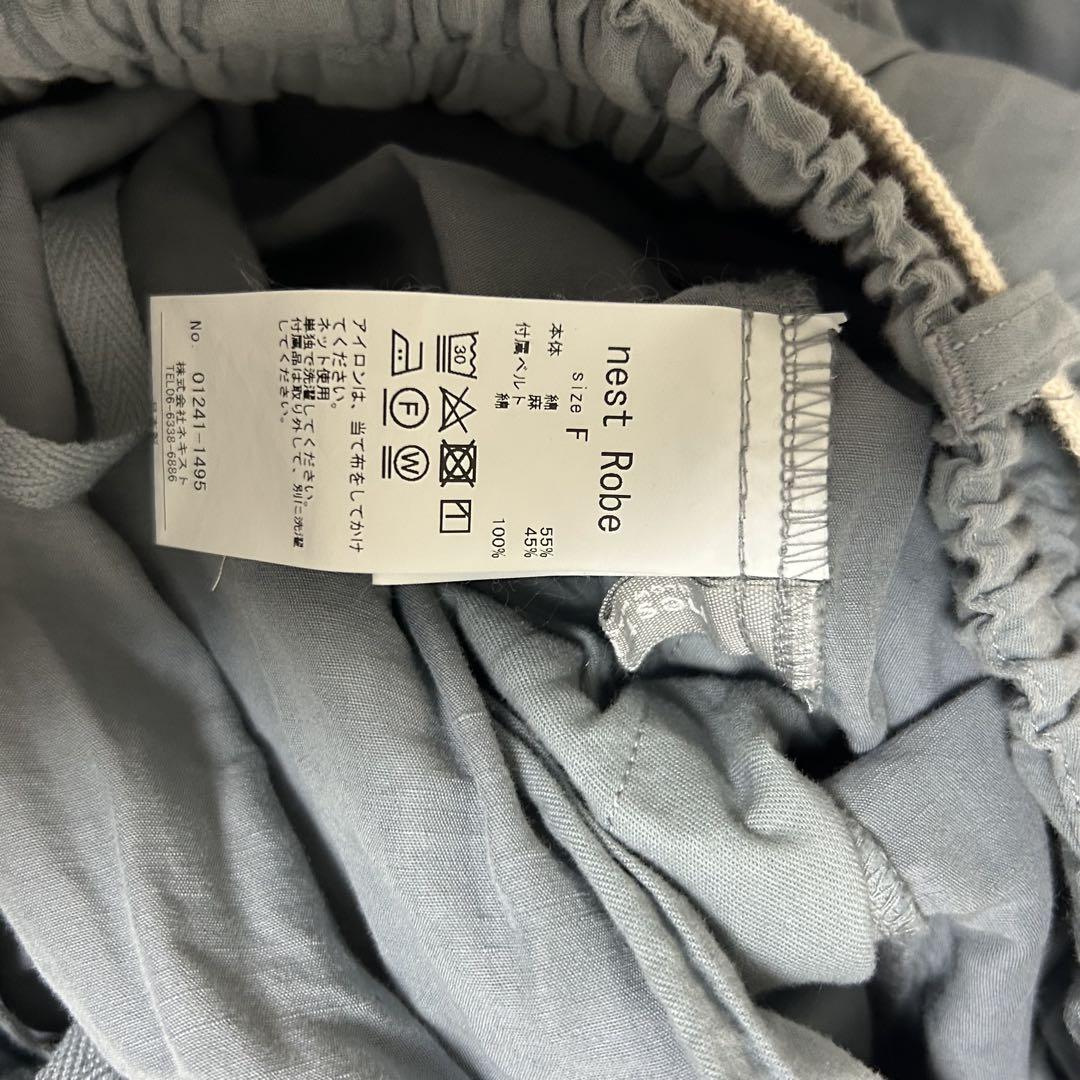 nest Robe
size F
本体 綿 55%
麻 45%
付属ベルト 綿 100%
30
F
W
アイロンは、当て布をしてかけ
てください。
ネット使用
単独で洗濯してください。
付属品は取り外して、別に洗濯
してください。
No. 01241-1495
株式会社ネキスト
TEL06-6338-6886